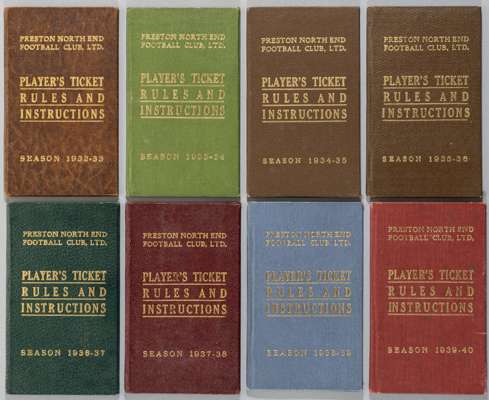 PRESTON NORTH END
FOOTBALL CLUB, LTD.
PLAYER'S TICKET
RULES AND
INSTRUCTIONS
SEASON 1932-33
PRESTON NORTH END
FOOTBALL CLUB, LTD.
PLAYER'S TICKET
RULES AND
INSTRUCTIONS
SEASON 1933-34
PRESTON NORTH END
FOOTBALL CLUB, LTD.
PLAYER'S TICKET
RULES AND
INSTRUCTIONS
SEASON 1934-35
PRESTON NORTH END
FOOTBALL CLUB, LTD.
PLAYER'S TICKET
RULES AND
INSTRUCTIONS
SEASON 1935-36
PRESTON NORTH END
FOOTBALL CLUB, LTD.
PLAYER'S TICKET
RULES AND
INSTRUCTIONS
SEASON 1936-37
PRESTON NORTH END
FOOTBALL CLUB, LTD.
PLAYER'S TICKET
RULES AND
INSTRUCTIONS
SEASON 1937-38
PRESTON NORTH END
FOOTBALL CLUB, LTD.
PLAYER'S TICKET
RULES AND
INSTRUCTIONS
SEASON 1938-39
PRESTON NORTH END
FOOTBALL CLUB, LTD.
PLAYER'S TICKET
RULES AND
INSTRUCTIONS
SEASON 1939-40